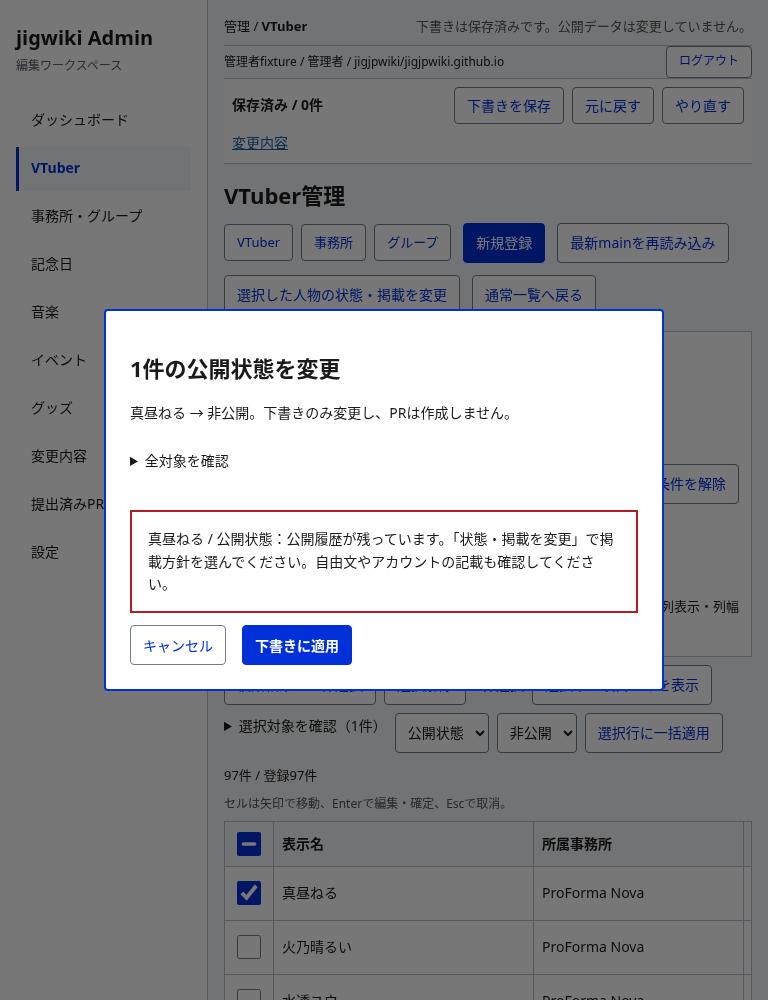 jigwiki Admin
編集ワークスペース
ダッシュボード
VTuber
事務所・グループ
記念日
音楽
イベント
グッズ
変更内容
提出済みPR
設定
管理 / VTuber
下書きは保存済みです。公開データは変更していません。
管理者fixture / 管理者 / jigjpwiki/jigjpwiki.github.io
ログアウト
保存済み / 0件
下書きを保存
元に戻す
やり直す
変更内容
VTuber管理
VTuber
事務所
グループ
新規登録
最新mainを再読み込み
選択した人物の状態・掲載を変更
通常一覧へ戻る
1件の公開状態を変更
真昼ねる → 非公開。下書きのみ変更し、PRは作成しません。
▶ 全対象を確認
真昼ねる / 公開状態：公開履歴が残っています。「状態・掲載を変更」で掲
載方針を選んでください。自由文やアカウントの記載も確認してくださ
い。
キャンセル
下書きに適用
条件を解除
列表示・列幅
を表示
▶ 選択対象を確認（1件）
公開状態
非公開
選択行に一括適用
97件 / 登録97件
セルは矢印で移動、Enterで編集・確定、Escで取消。
表示名
所属事務所
真昼ねる
ProForma Nova
火乃晴るい
ProForma Nova
ProForma Nova